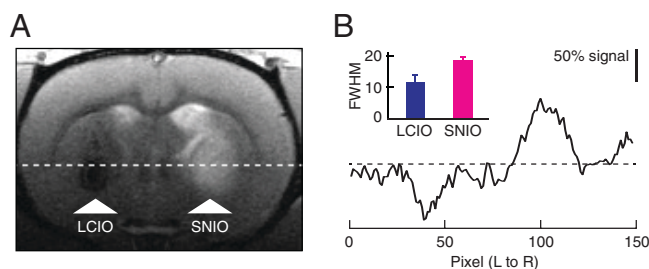 A
LCIO
SNIO
B
50% signal
FWHM
20
10
0
LCIO
SNIO
0
50
100
150
Pixel (L to R)